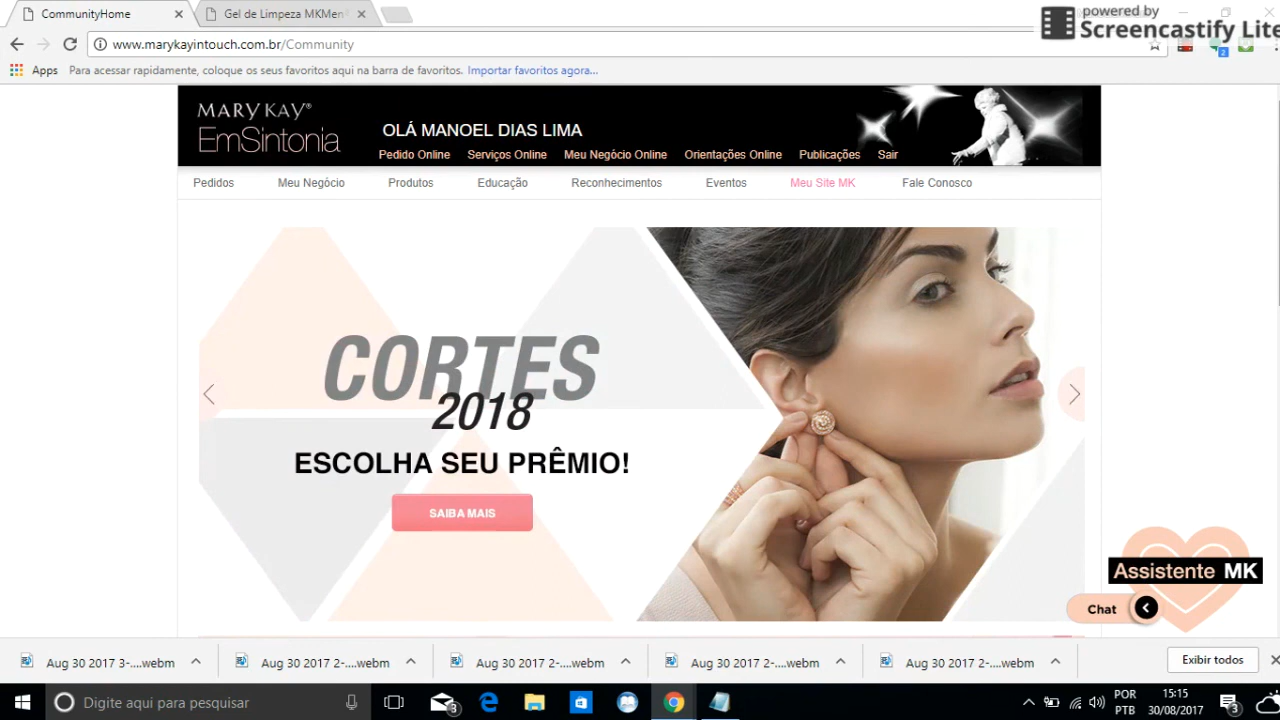 CommunityHome
Gel de Limpeza MKMen
powered by
Screencastify Lite
www.marykayintouch.com.br/Community
2
Apps
Para acessar rapidamente, coloque os seus favoritos aqui na barra de favoritos. Importar favoritos agora...
MARY KAY®
EmSintonia
OLÁ MANOEL DIAS LIMA
Pedido Online Serviços Online Meu Negócio Online Orientações Online Publicações Sair
Pedidos Meu Negócio Produtos Educação Reconhecimentos Eventos Meu Site MK Fale Conosco
CORTES
2018
ESCOLHA SEU PRÊMIO!
SAIBA MAIS
Assistente MK
Chat
Aug 30 2017 3-....webm Aug 30 2017 2-....webm Aug 30 2017 2-....webm Aug 30 2017 2-....webm Aug 30 2017 2-....webm Exibir todos
Digite aqui para pesquisar
3
POR
PTB
15:15
30/08/2017
3